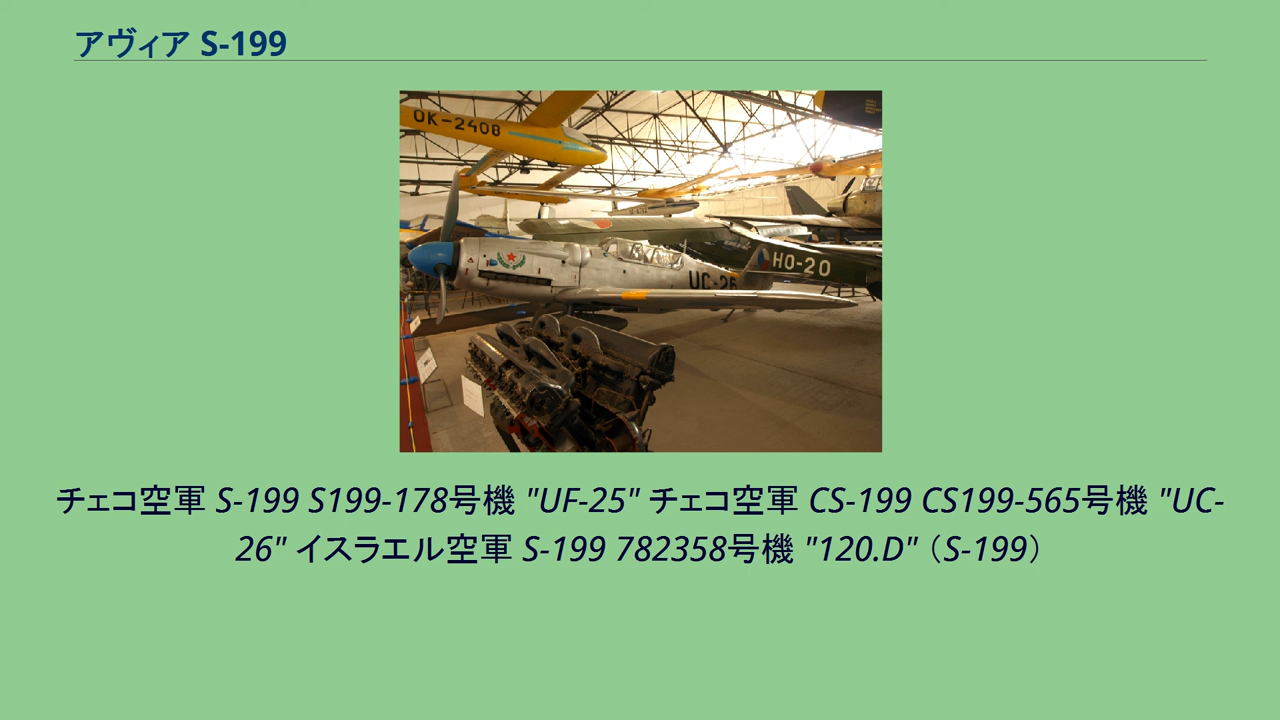 アヴィア S-199
OK-2408
HO-20
UC-26
チェコ空軍 S-199 S199-178号機 "UF-25" チェコ空軍 CS-199 CS199-565号機 "UC-
26" イスラエル空軍 S-199 782358号機 "120.D"（S-199）